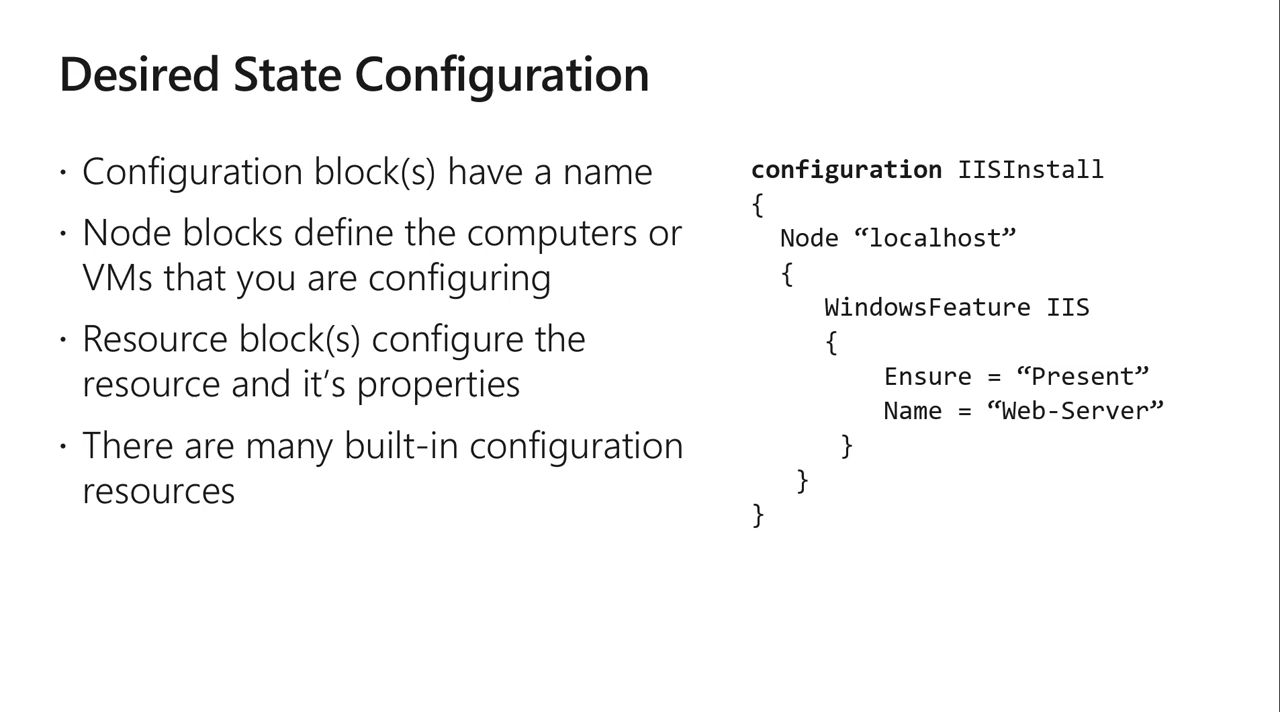 Desired State Configuration
· Configuration block(s) have a name
· Node blocks define the computers or
VMs that you are configuring
· Resource block(s) configure the
resource and it’s properties
· There are many built-in configuration
resources
configuration IISInstall
{
Node “localhost”
{
WindowsFeature IIS
{
Ensure = “Present”
Name = “Web-Server”
}
}
}